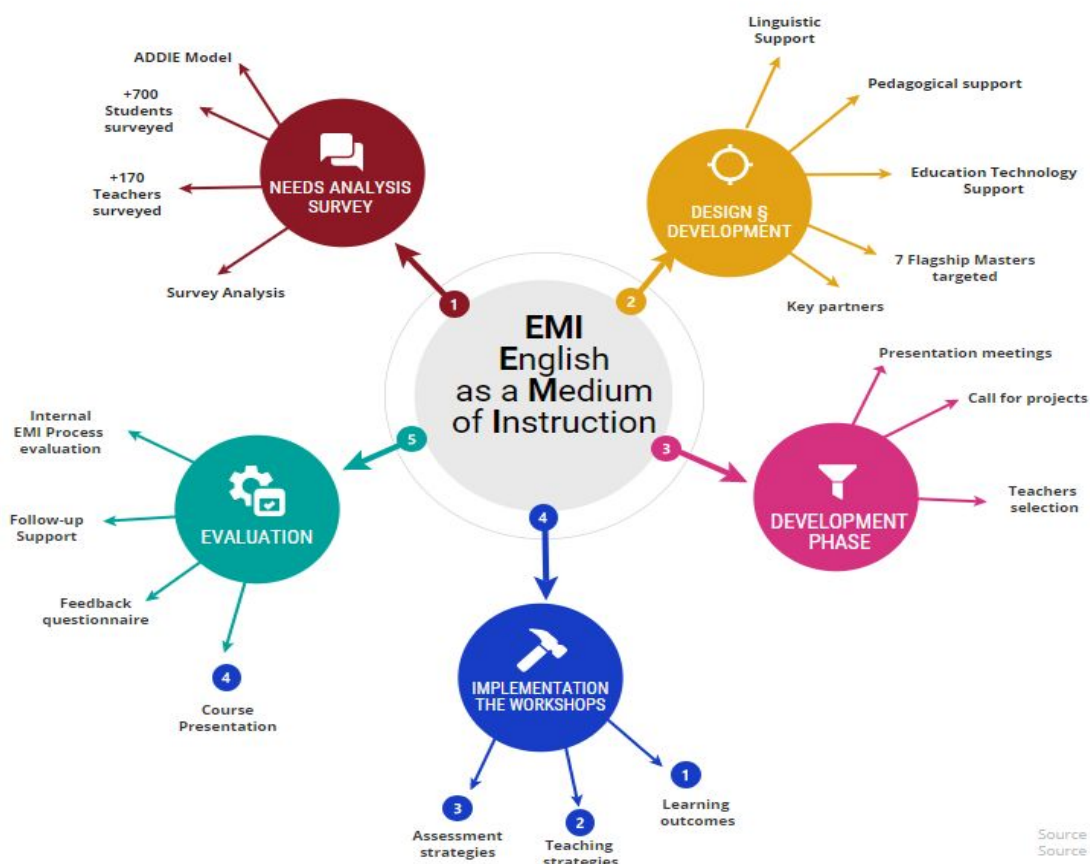 EMI
English
as a Medium
of Instruction
1
NEEDS ANALYSIS
SURVEY
ADDIE Model
+700
Students
surveyed
+170
Teachers
surveyed
Survey Analysis
2
DESIGN §
DEVELOPMENT
Linguistic
Support
Pedagogical support
Education Technology
Support
7 Flagship Masters
targeted
Key partners
3
DEVELOPMENT
PHASE
Presentation meetings
Call for projects
Teachers
selection
4
IMPLEMENTATION
THE WORKSHOPS
1
Learning
outcomes
2
Teaching
strategies
3
Assessment
strategies
5
EVALUATION
Internal
EMI Process
evaluation
Follow-up
Support
Feedback
questionnaire
4
Course
Presentation
Source
Source